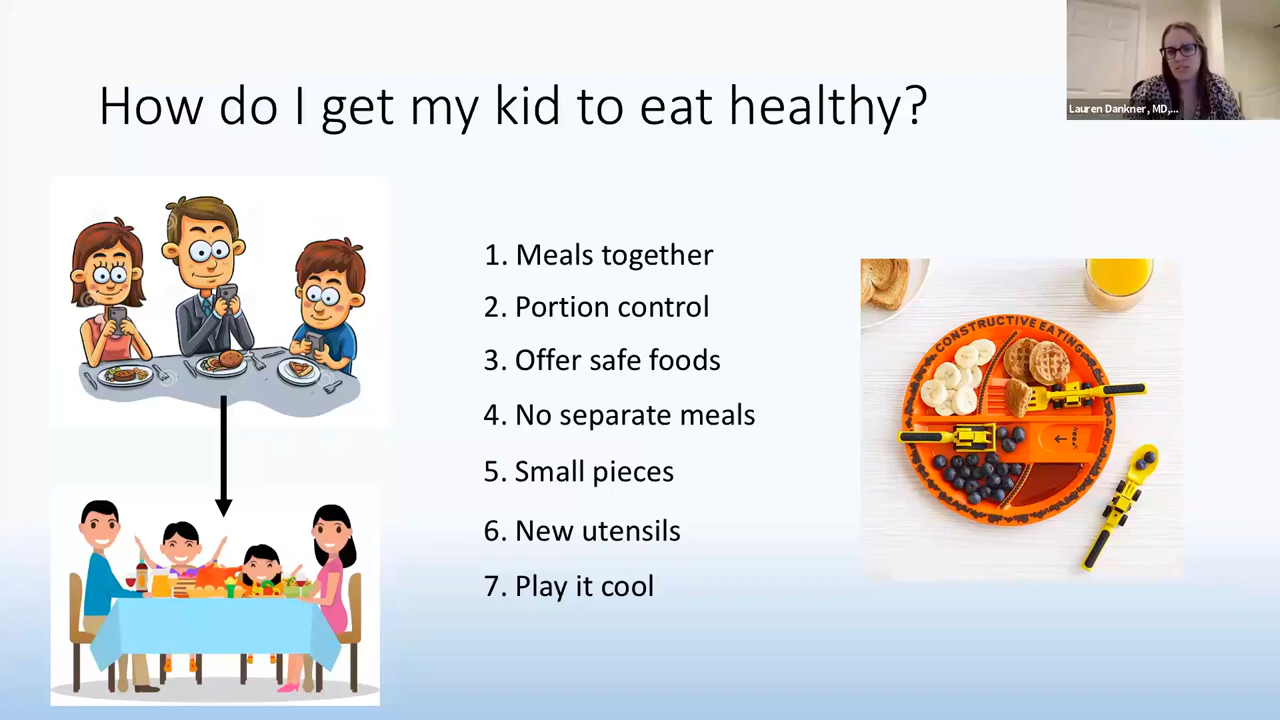 How do I get my kid to eat healthy?
Lauren Dankner, MD,...
1. Meals together
2. Portion control
3. Offer safe foods
4. No separate meals
5. Small pieces
6. New utensils
7. Play it cool
CONSTRUCTIVE EATING